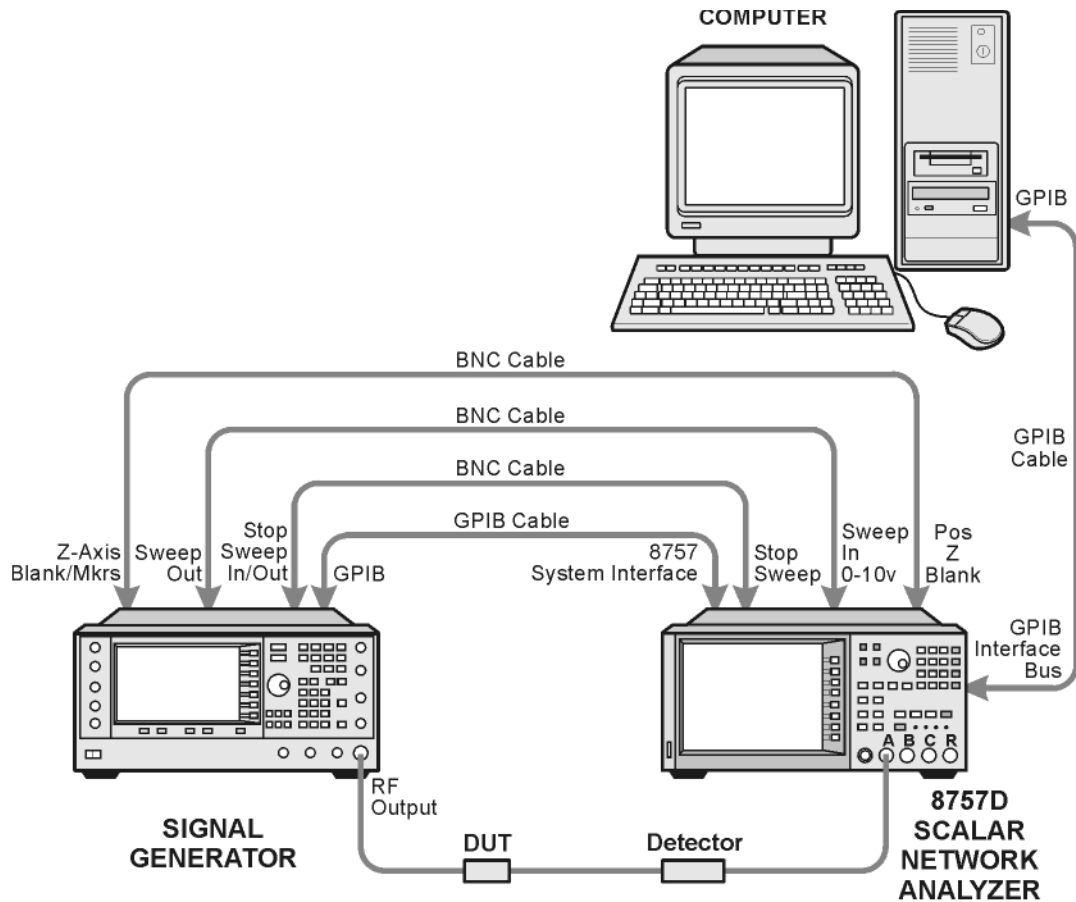 COMPUTER
GPIB
BNC Cable
BNC Cable
BNC Cable
GPIB Cable
GPIB
Cable
Z-Axis
Blank/Mkrs
Sweep
Out
Stop
Sweep
In/Out
GPIB
8757
System Interface
Stop
Sweep
Sweep
In
0-10v
Pos
Z
Blank
GPIB
Interface
Bus
A B C R
RF
Output
SIGNAL
GENERATOR
DUT
Detector
8757D
SCALAR
NETWORK
ANALYZER